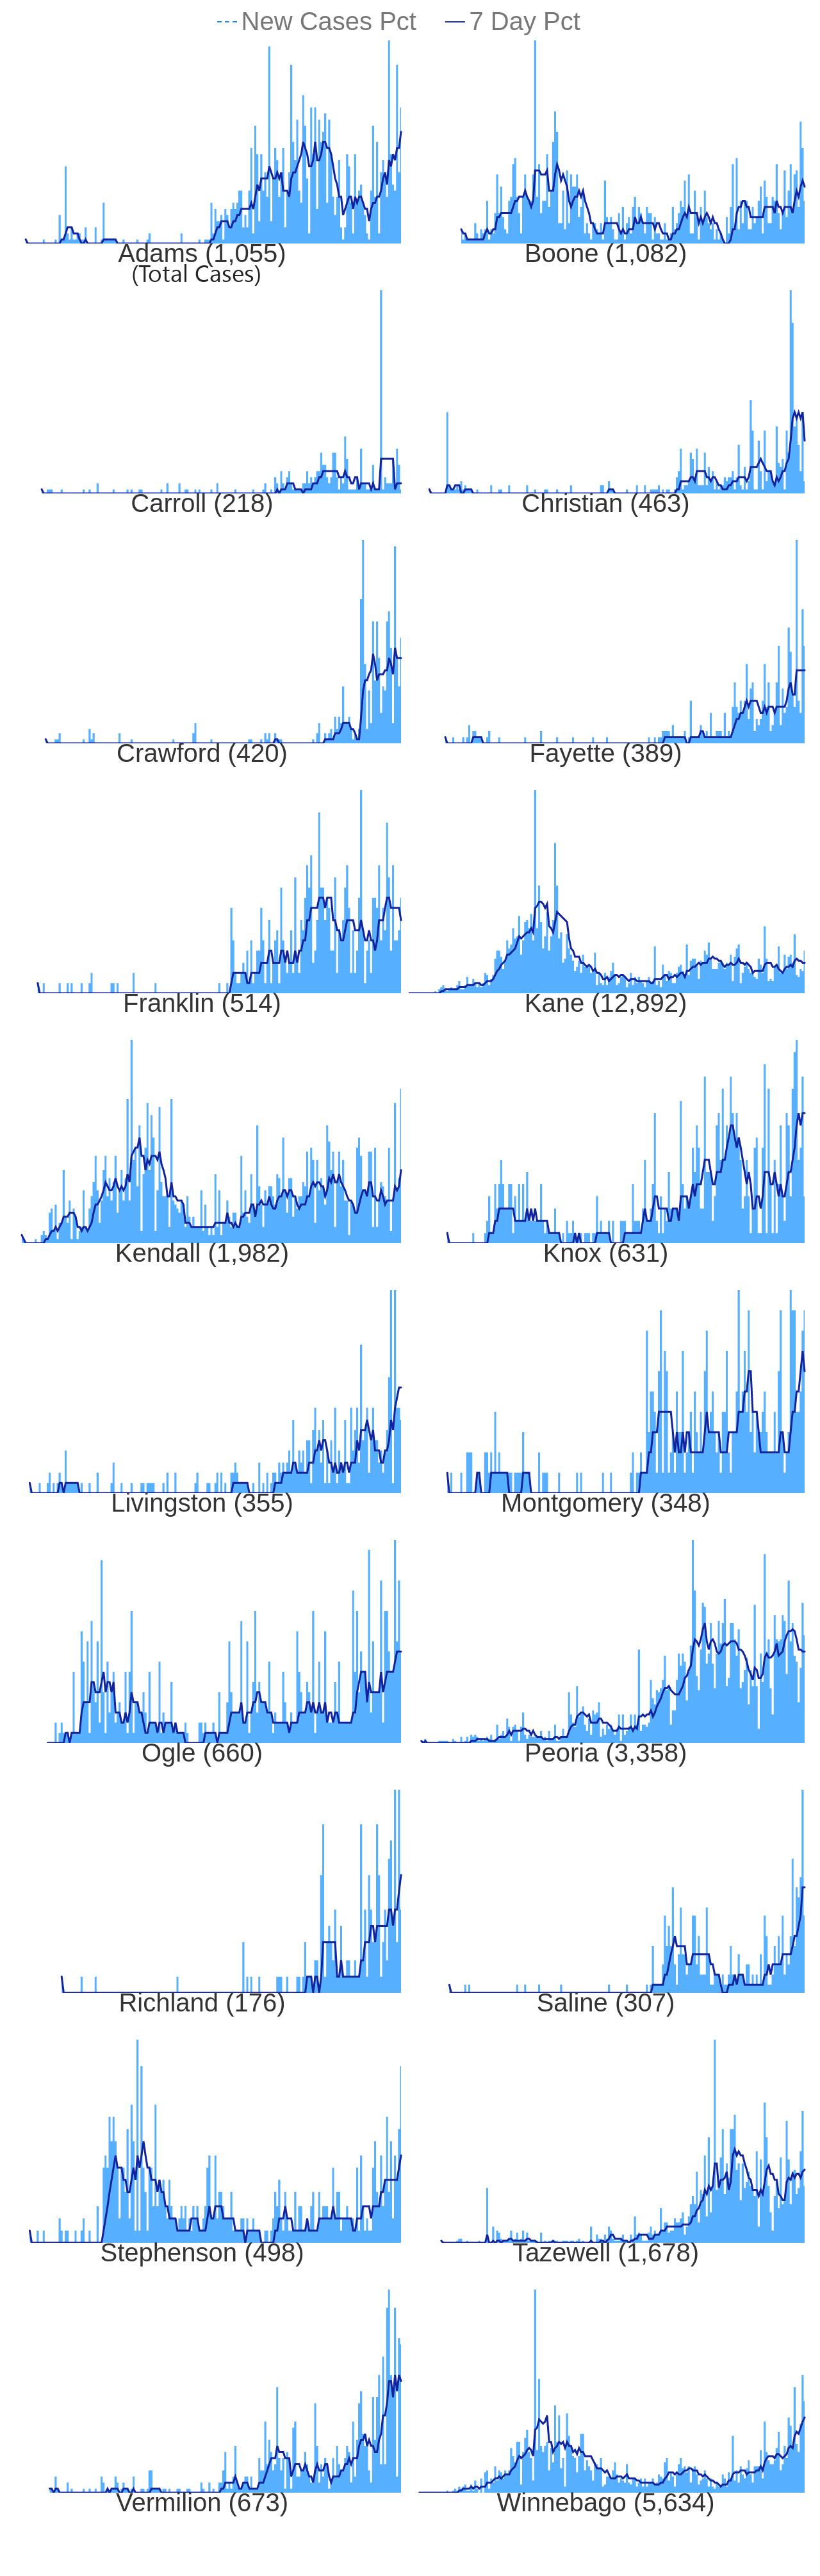 New Cases Pct 7 Day Pct
Adams (1,055) Boone (1,082)
(Total Cases)
Carroll (218) Christian (463)
Crawford (420) Fayette (389)
Franklin (514) Kane (12,892)
Kendall (1,982) Knox (631)
Livingston (355) Montgomery (348)
Ogle (660) Peoria (3,358)
Richland (176) Saline (307)
Stephenson (498) Tazewell (1,678)
Vermilion (673) Winnebago (5,634)